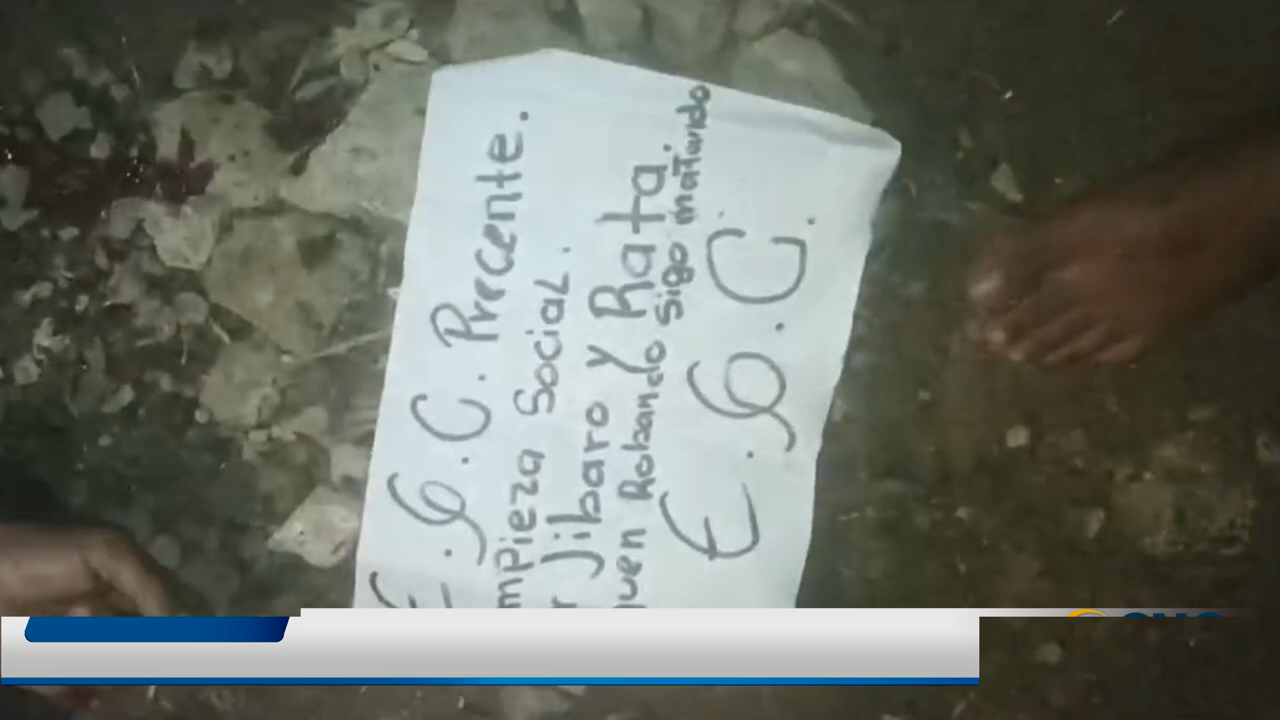 E.G.C. Precente.
mpieza Social.
r Jibaro y Rata.
uen Robando sigo matando
E.G.C.